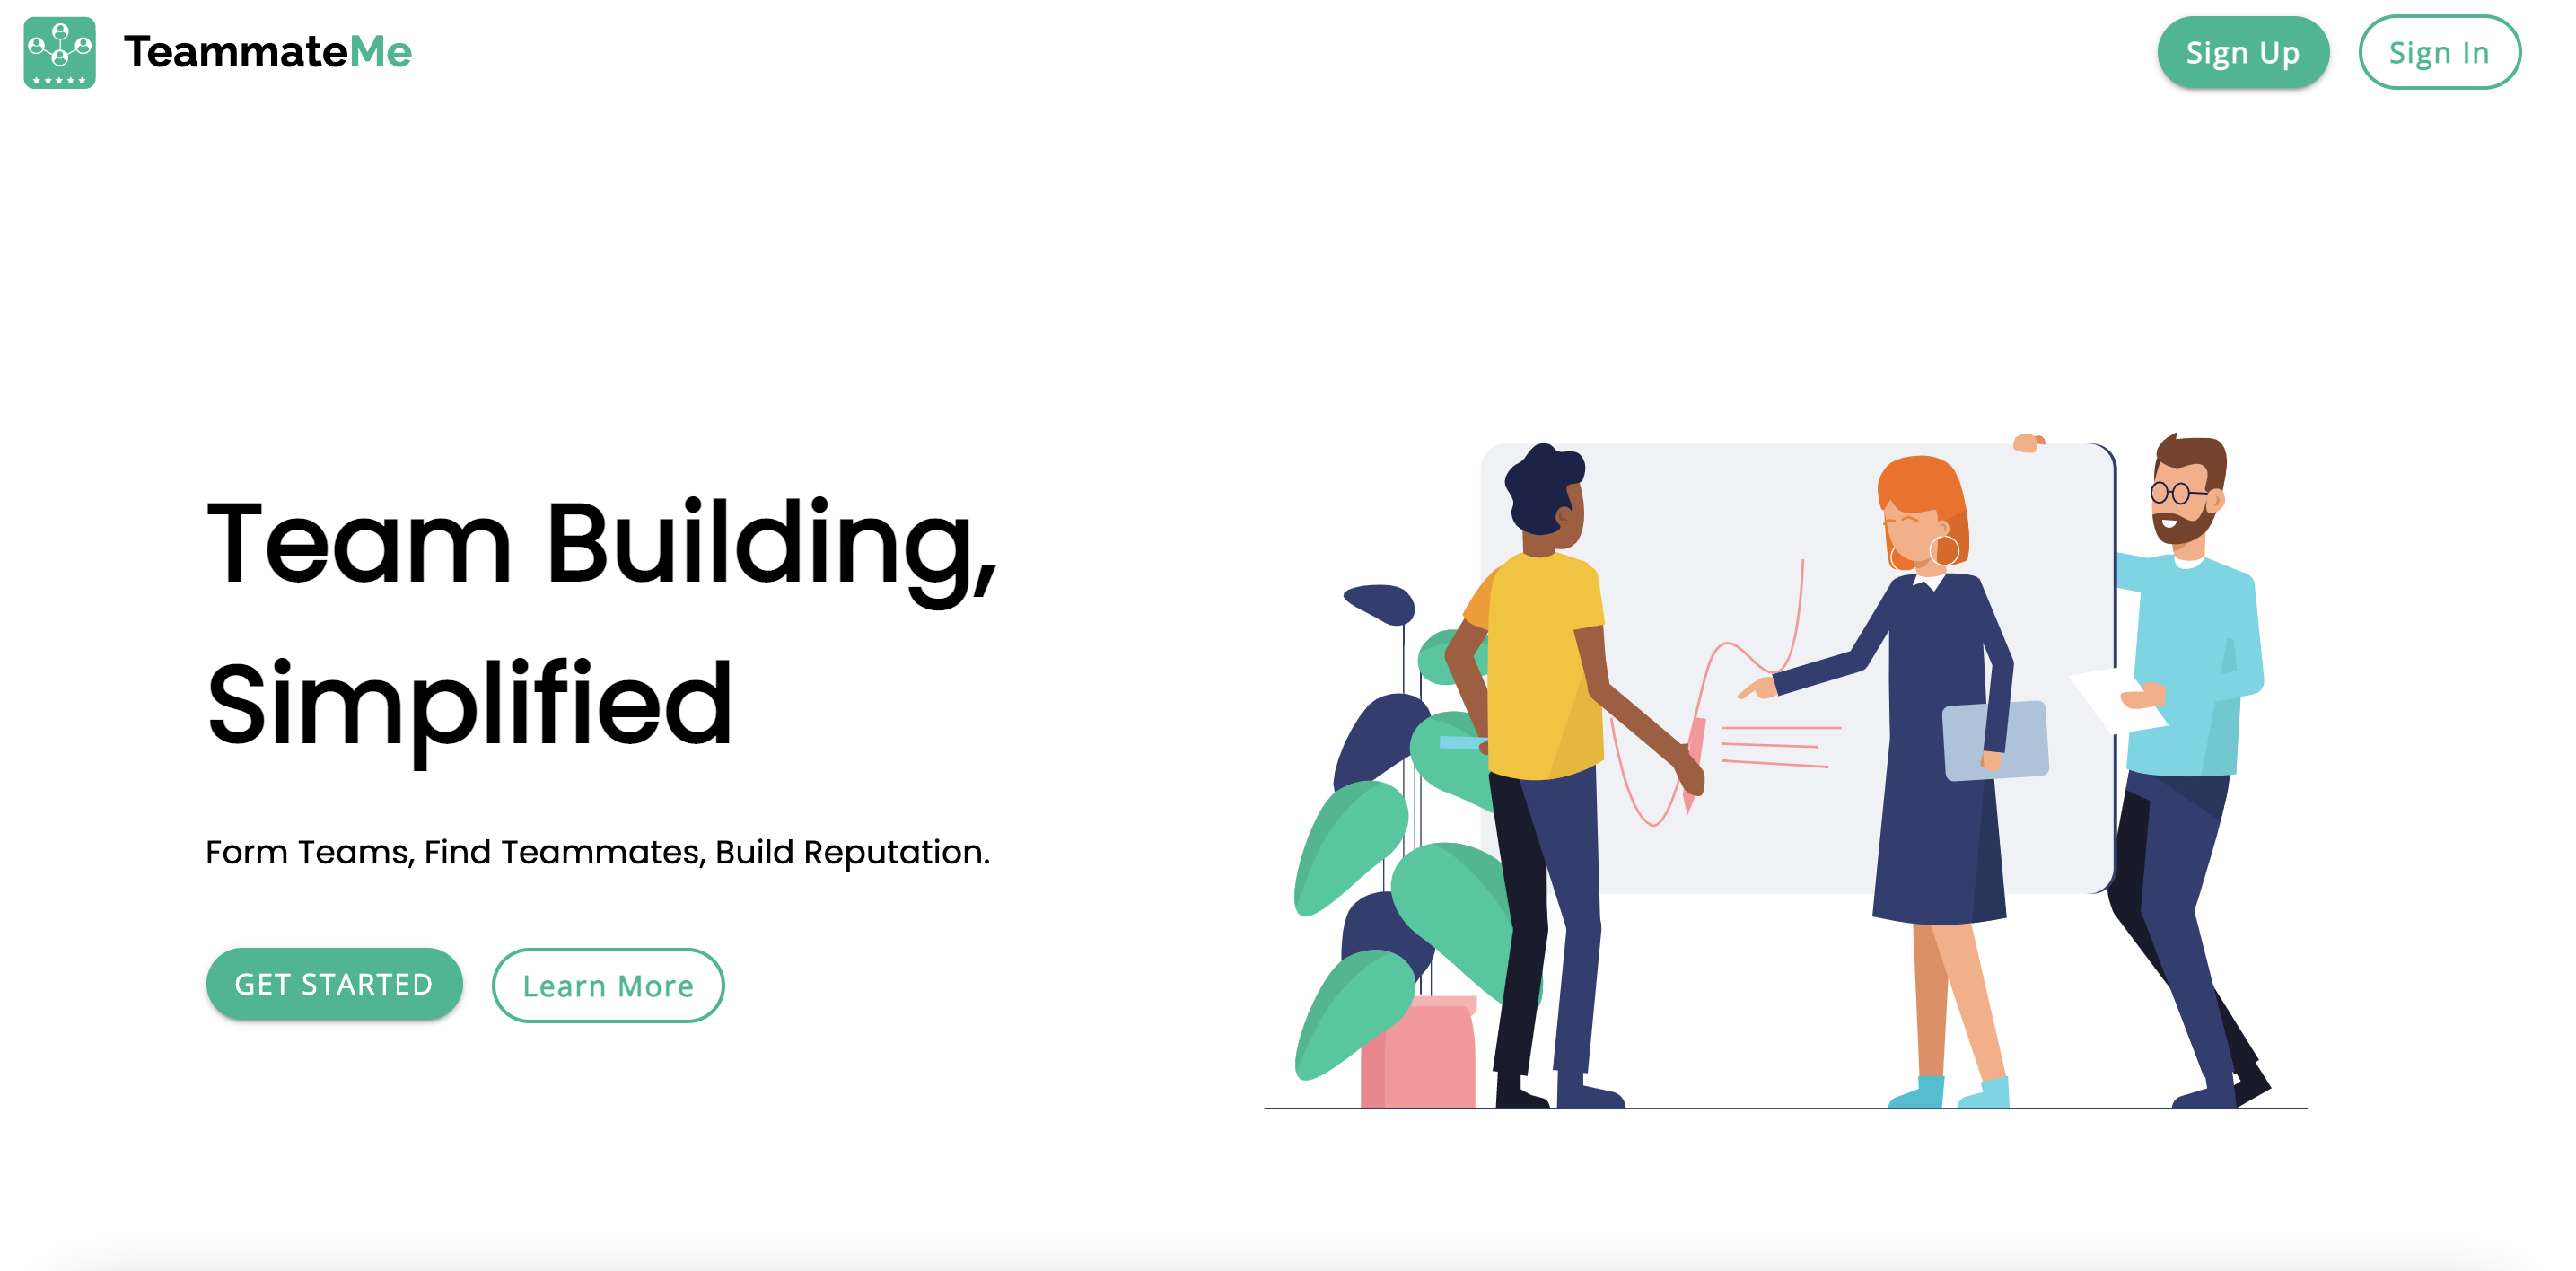 TeammateMe
Sign Up
Sign In
Team Building,
Simplified
Form Teams, Find Teammates, Build Reputation.
GET STARTED
Learn More